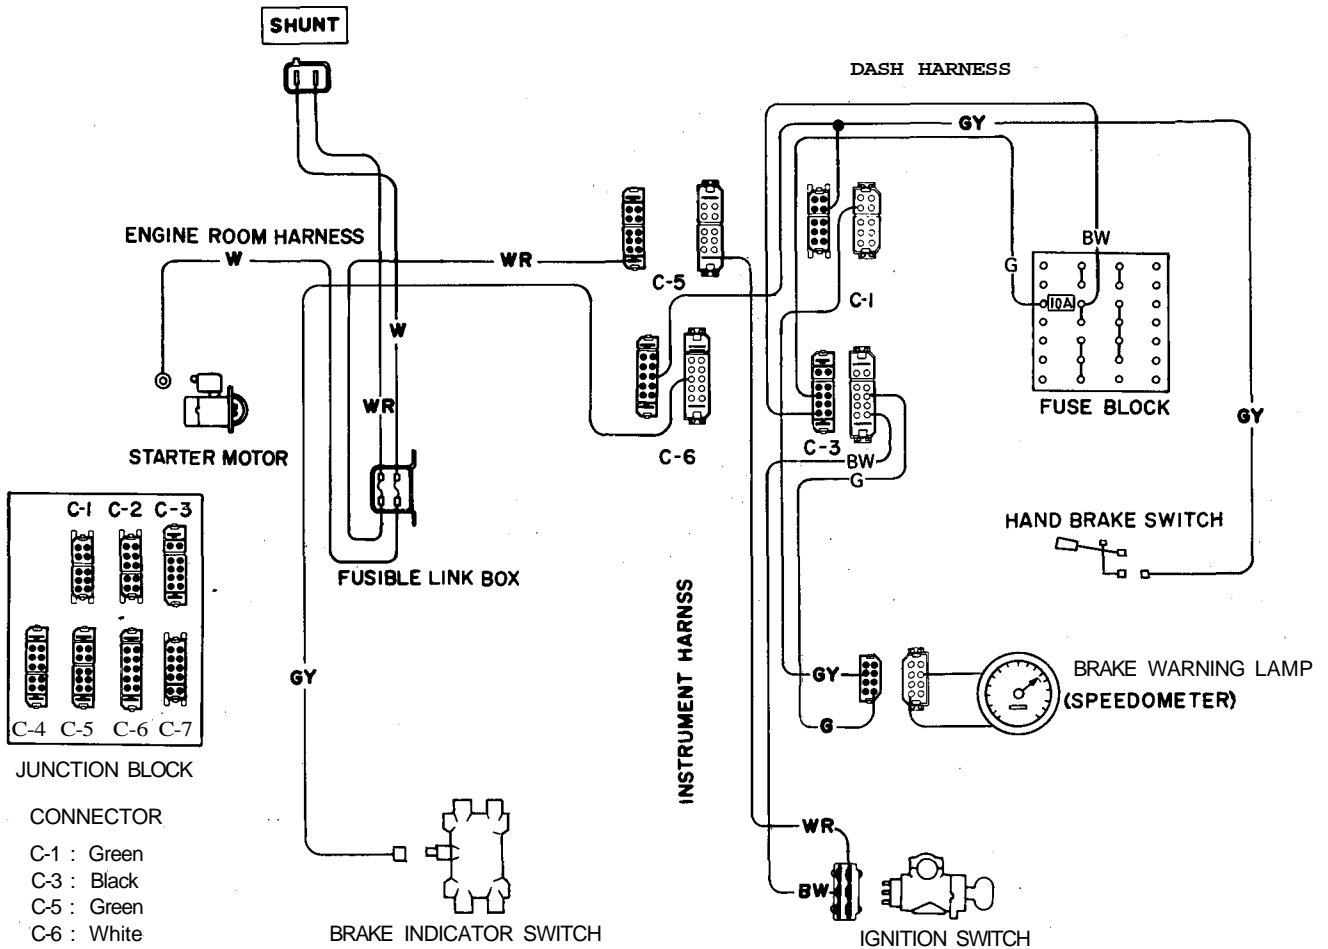 SHUNT
DASH HARNESS
GY
ENGINE ROOM HARNESS
W
WR
BW
G
C-5
C-1
10A
W
WR
FUSE BLOCK
GY
STARTER MOTOR
C-6
C-3
BW
G
C-1 C-2 C-3
HAND BRAKE SWITCH
FUSIBLE LINK BOX
INSTRUMENT HARNSS
GY
GY
BRAKE WARNING LAMP
(SPEEDOMETER)
G
C-4 C-5 C-6 C-7
JUNCTION BLOCK
CONNECTOR
C-1 : Green
C-3 : Black
C-5 : Green
C-6 : White
WR
BW
BRAKE INDICATOR SWITCH
IGNITION SWITCH